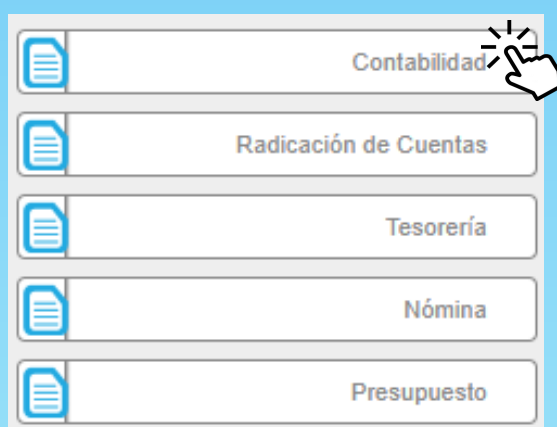 Contabilidad
Radicación de Cuentas
Tesorería
Nómina
Presupuesto